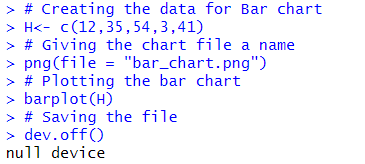 > # Creating the data for Bar chart
> H<- c(12,35,54,3,41)
> # Giving the chart file a name
> png(file = "bar_chart.png")
> # Plotting the bar chart
> barplot(H)
> # Saving the file
> dev.off()
null device